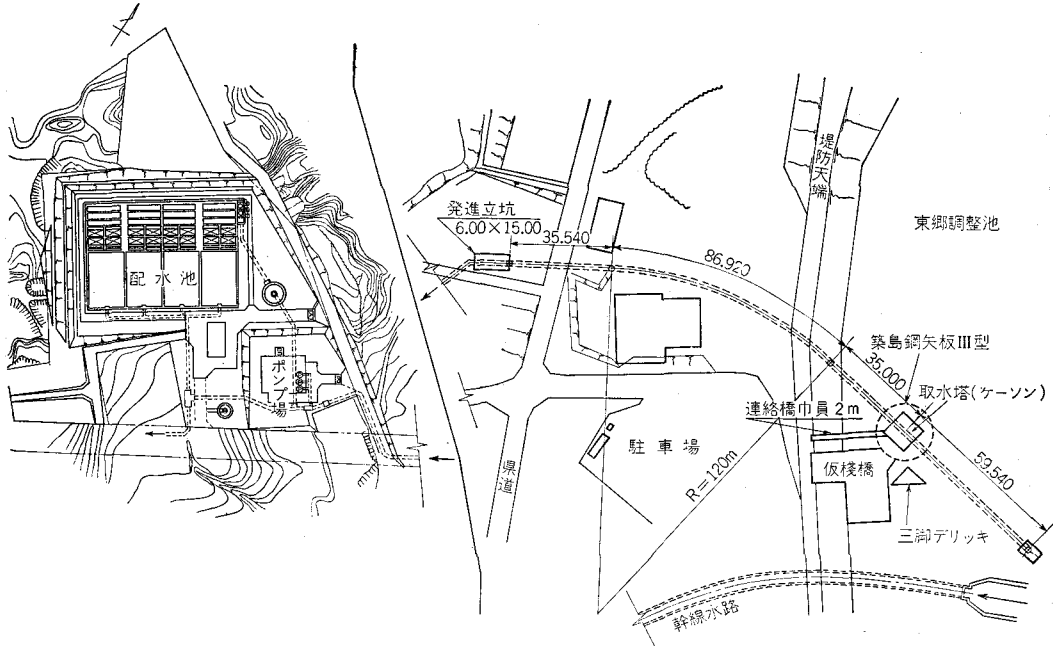 配水池
圓ポンプ場
発進立坑
6.00×15.00
35.540
86.920
堤防天端
東郷調整池
築島鋼矢板Ⅲ型
35.000
取水塔(ケーソン)
連絡橋巾員2m
県道
駐車場
R=120m
仮桟橋
59.540
三脚デリッキ
幹線水路